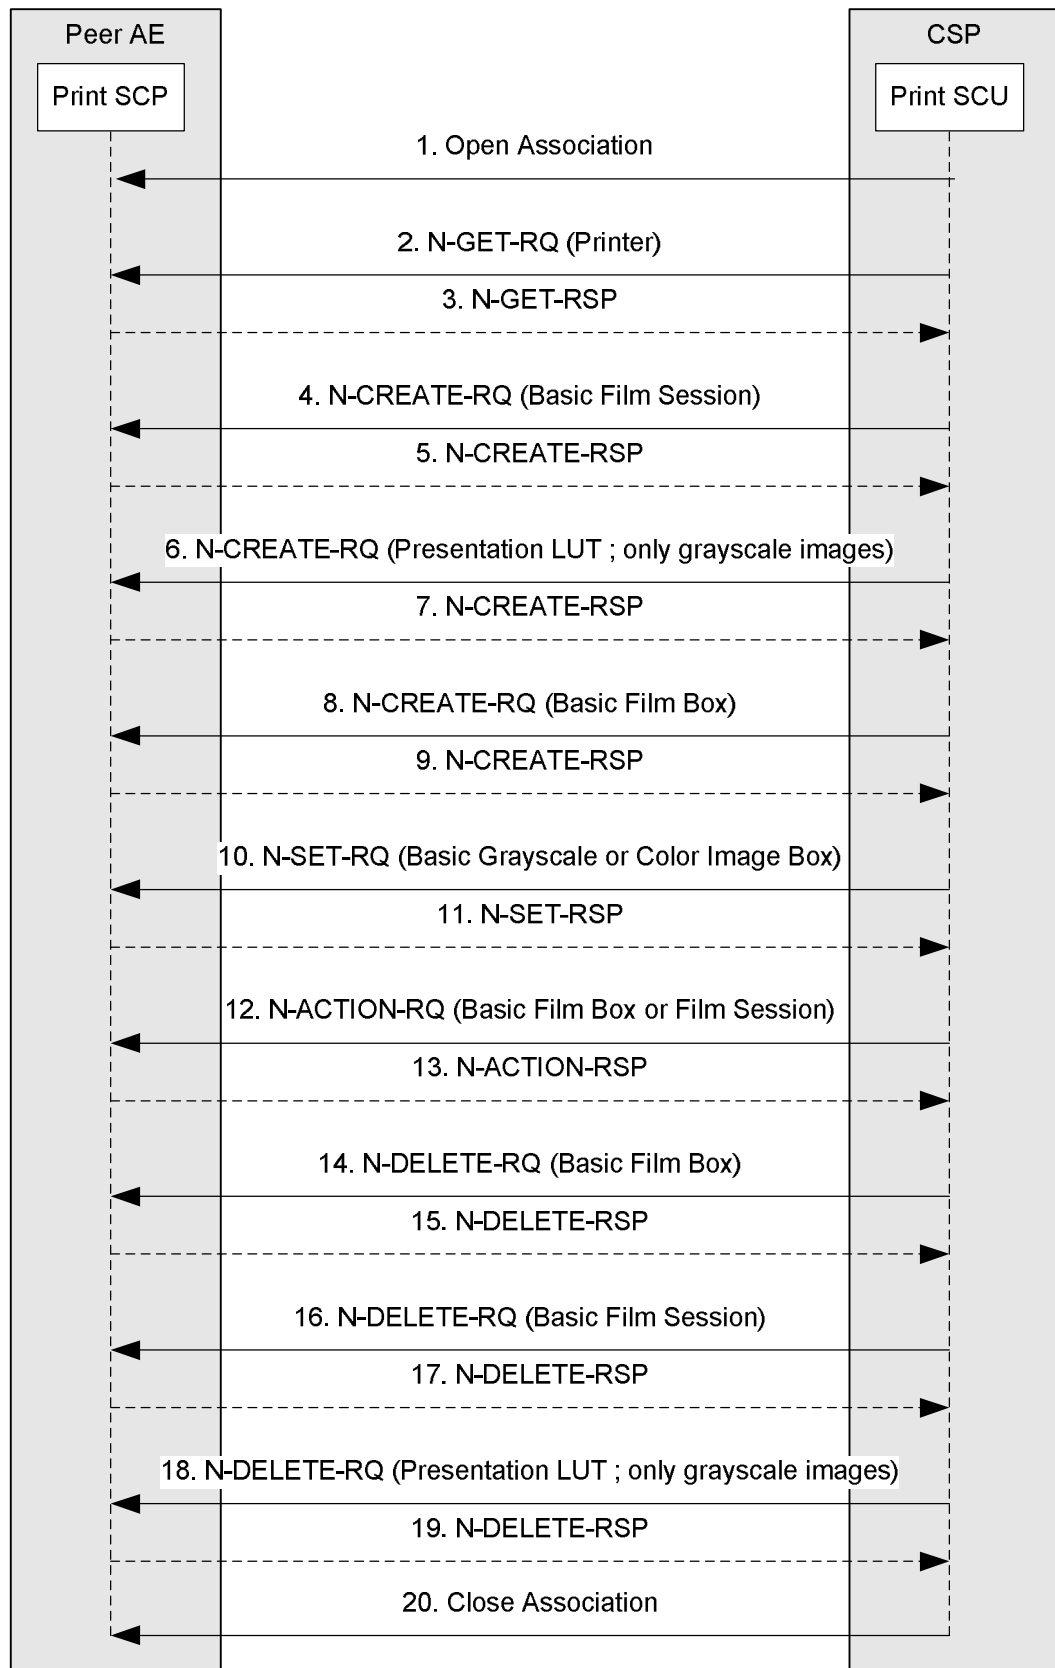 Peer AE
CSP
Print SCP
Print SCU
1. Open Association
2. N-GET-RQ (Printer)
3. N-GET-RSP
4. N-CREATE-RQ (Basic Film Session)
5. N-CREATE-RSP
6. N-CREATE-RQ (Presentation LUT ; only grayscale images)
7. N-CREATE-RSP
8. N-CREATE-RQ (Basic Film Box)
9. N-CREATE-RSP
10. N-SET-RQ (Basic Grayscale or Color Image Box)
11. N-SET-RSP
12. N-ACTION-RQ (Basic Film Box or Film Session)
13. N-ACTION-RSP
14. N-DELETE-RQ (Basic Film Box)
15. N-DELETE-RSP
16. N-DELETE-RQ (Basic Film Session)
17. N-DELETE-RSP
18. N-DELETE-RQ (Presentation LUT ; only grayscale images)
19. N-DELETE-RSP
20. Close Association